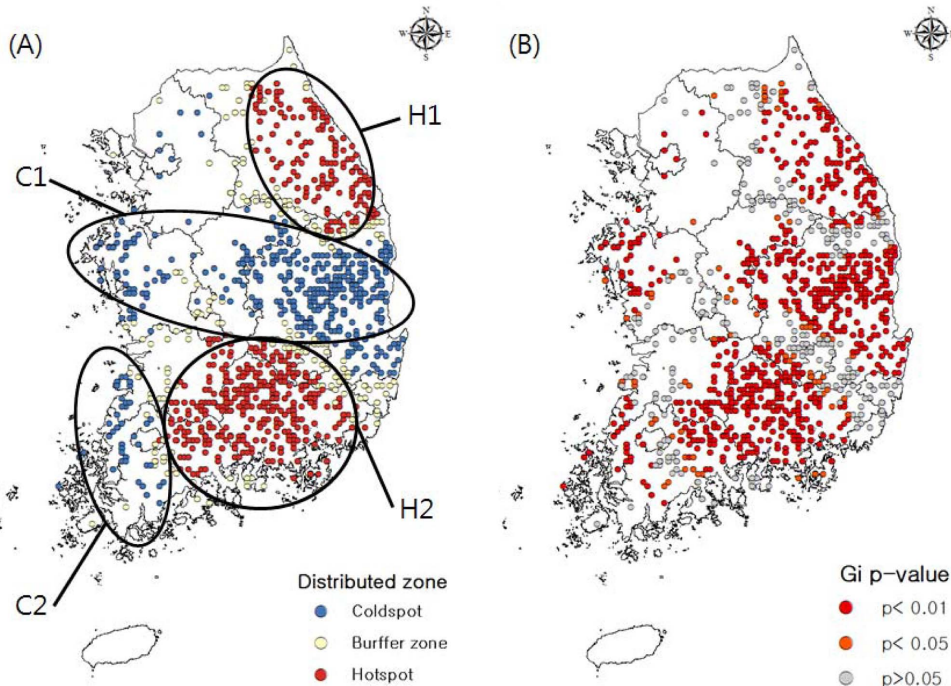 (A)
N
W
E
S
H1
C1
H2
C2
Distributed zone
Coldspot
Burffer zone
Hotspot
(B)
N
W
E
S
Gi p-value
p< 0.01
p< 0.05
p>0.05